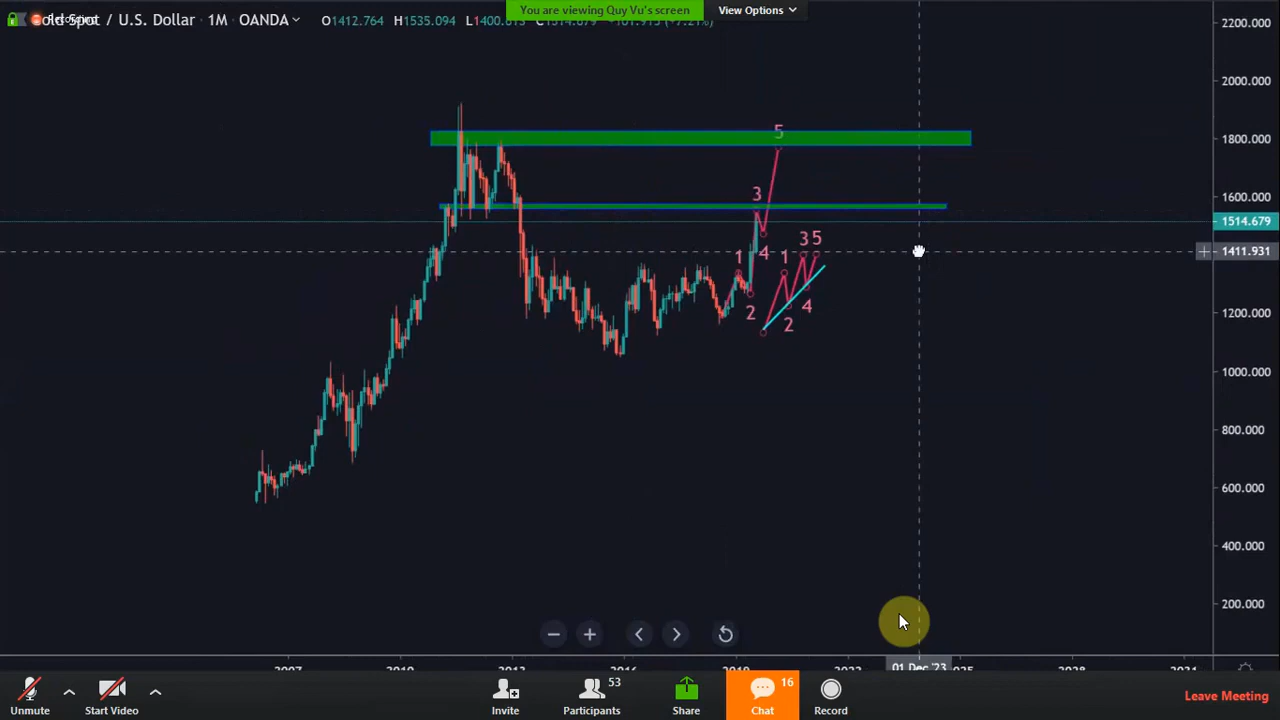 Gold Spot / U.S. Dollar · 1M · OANDA O1412.764 H1535.094
You are viewing Quy Vu's screen
View Options
2200.000
2000.000
1800.000
1600.000
1514.679
1411.931
1200.000
1000.000
800.000
600.000
400.000
200.000
5
3
4
1
2
1
3 5
4
2
2007
2010
2013
2016
2019
2022
01 Dec '23
2028
2031
Unmute
Start Video
Invite
53
Participants
Share
16
Chat
Record
Leave Meeting